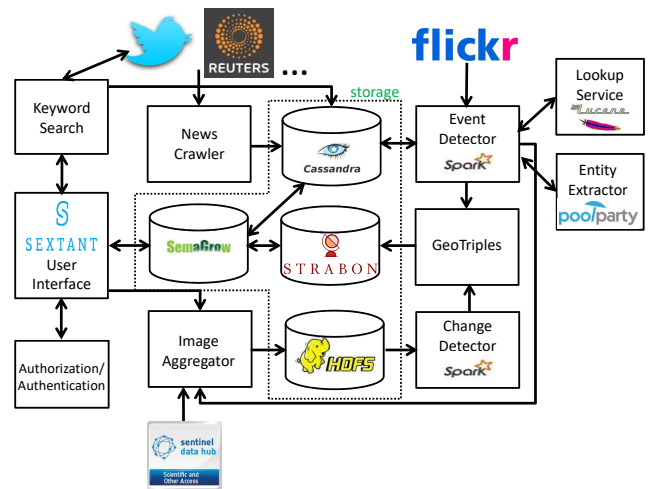 REUTERS
...
flickr
storage
Keyword
Search
News
Crawler
Cassandra
Event
Detector
Spark
Lookup
Service
Lucene
Entity
Extractor
poolparty
SEXTANT
User
Interface
SemaGrow
STRABON
GeoTriples
Image
Aggregator
HDFS
Change
Detector
Spark
Authorization/
Authentication
sentinel
data hub
Scientific and
Other Access